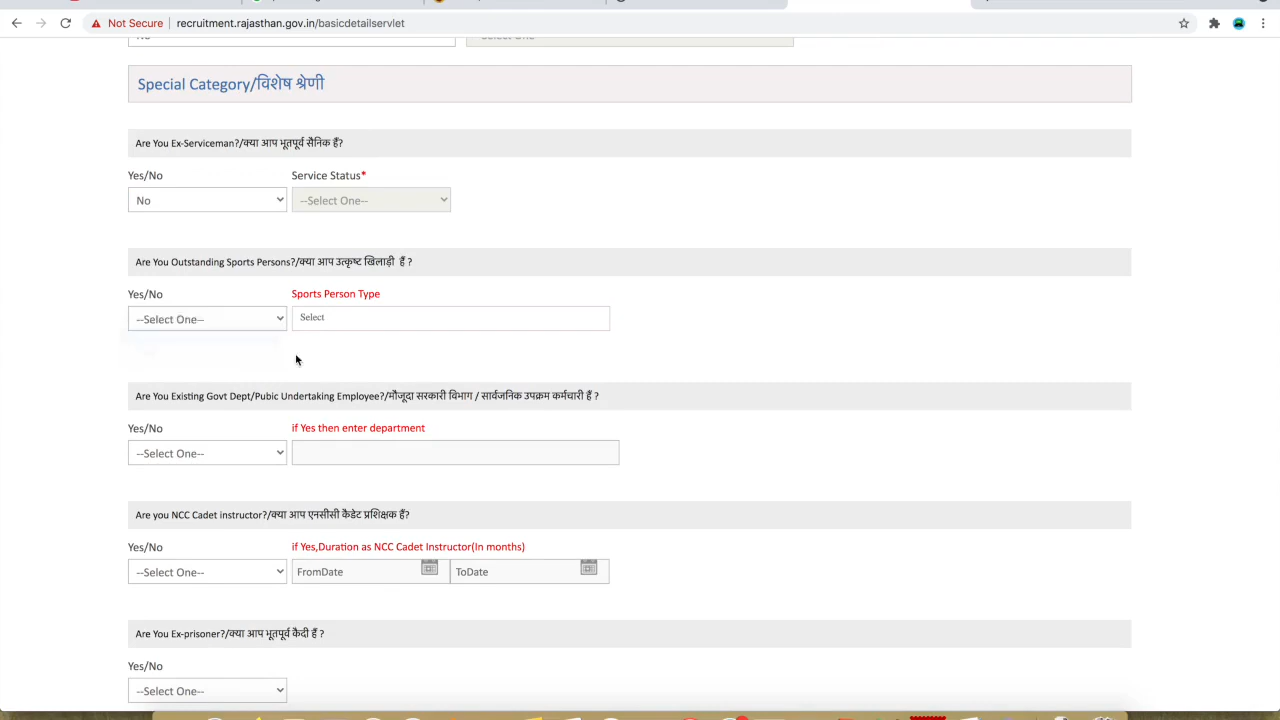 Not Secure recruitment.rajasthan.gov.in/basicdetailservlet
Special Category/विशेष श्रेणी
Are You Ex-Serviceman?/क्या आप भूतपूर्व सैनिक हैं?
Yes/No Service Status*
No --Select One--
Are You Outstanding Sports Persons?/क्या आप उत्कृष्ट खिलाड़ी हैं ?
Yes/No Sports Person Type
--Select One-- Select
Are You Existing Govt Dept/Pubic Undertaking Employee?/मौजूदा सरकारी विभाग / सार्वजनिक उपक्रम कर्मचारी हैं ?
Yes/No if Yes then enter department
--Select One--
Are you NCC Cadet instructor?/क्या आप एनसीसी कैडेट प्रशिक्षक हैं?
Yes/No if Yes,Duration as NCC Cadet Instructor(In months)
--Select One-- FromDate ToDate
Are You Ex-prisoner?/क्या आप भूतपूर्व कैदी हैं ?
Yes/No
--Select One--